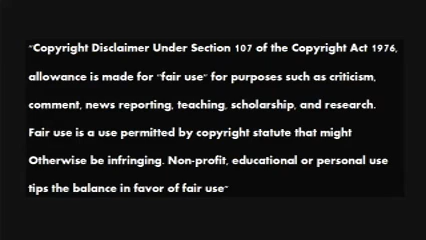 "Copyright Disclaimer Under Section 107 of the Copyright Act 1976,
allowance is made for "fair use" for purposes such as criticism,
comment, news reporting, teaching, scholarship, and research.
Fair use is a use permitted by copyright statute that might
Otherwise be infringing. Non-profit, educational or personal use
tips the balance in favor of fair use"